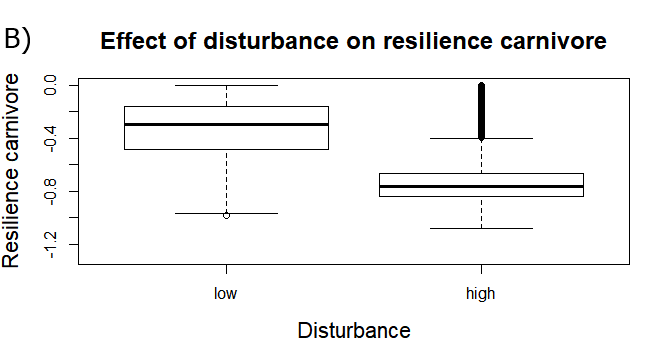 B)
Effect of disturbance on resilience carnivore
Resilience carnivore
0.0
-0.4
-0.8
-1.2
low
high
Disturbance